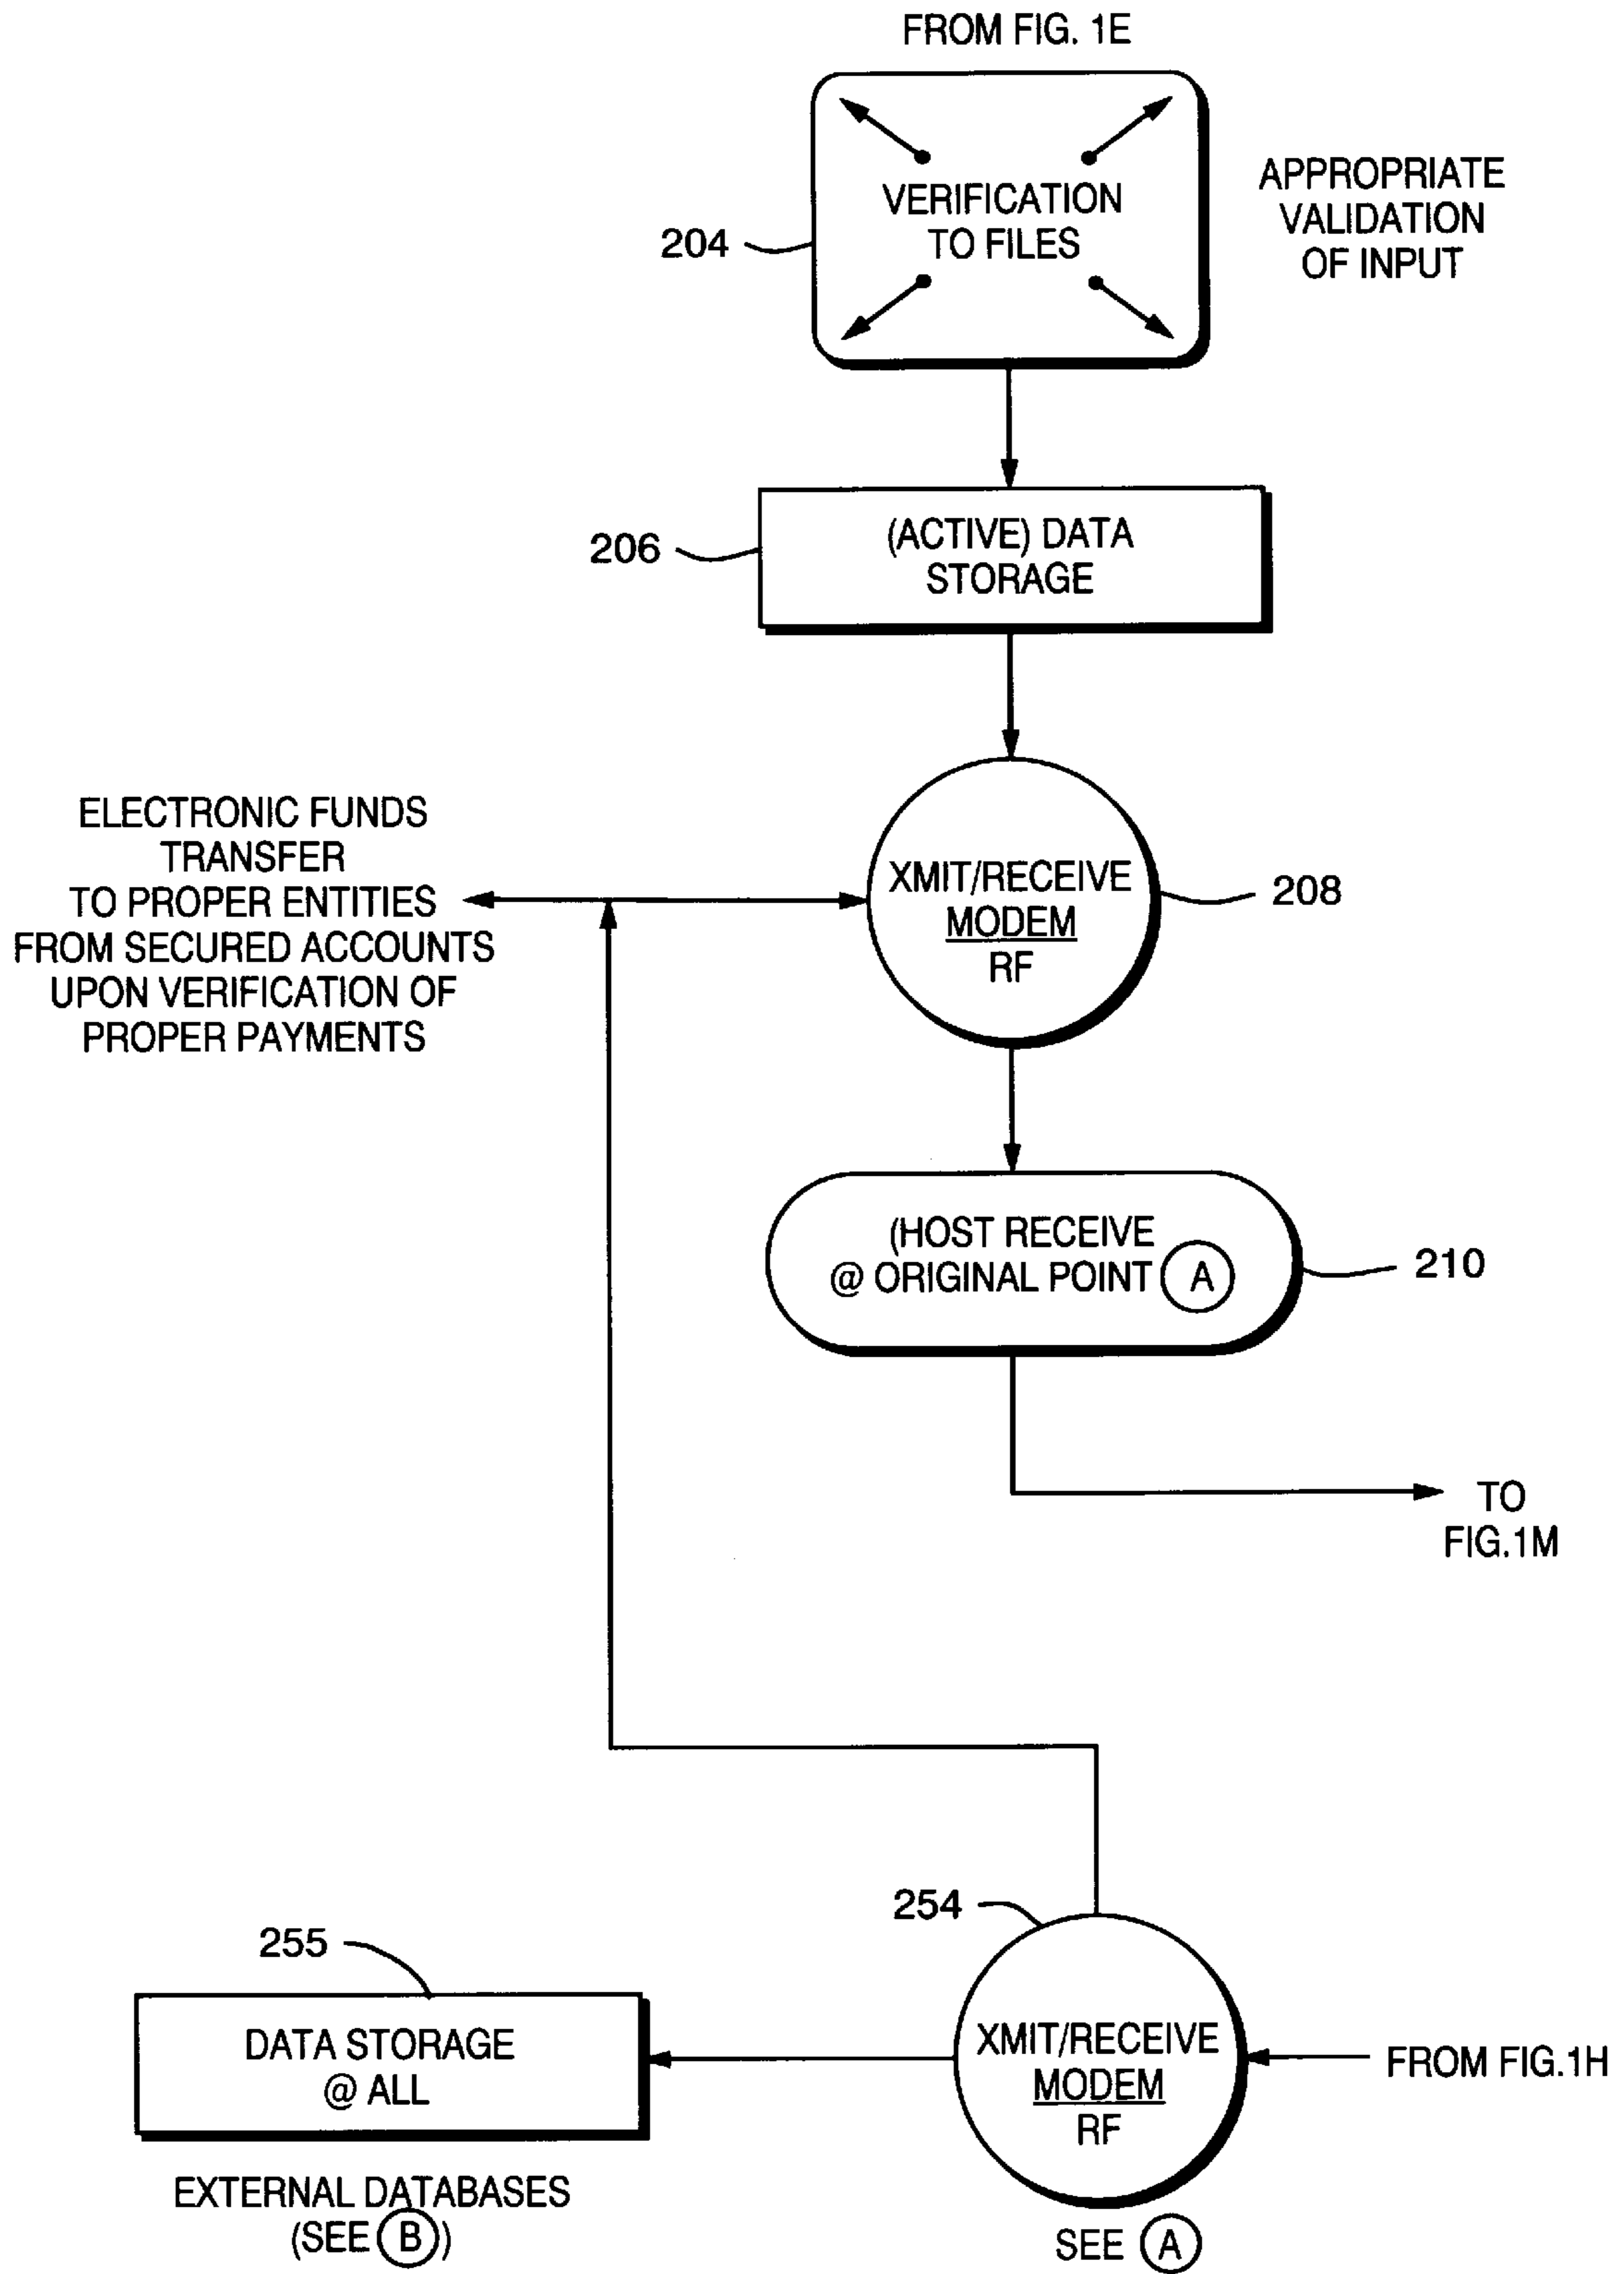 FROM FIG. 1E
VERIFICATION
TO FILES
204
APPROPRIATE
VALIDATION
OF INPUT
(ACTIVE) DATA
STORAGE
206
ELECTRONIC FUNDS
TRANSFER
TO PROPER ENTITIES
FROM SECURED ACCOUNTS
UPON VERIFICATION OF
PROPER PAYMENTS
XMIT/RECEIVE
MODEM
RF
208
(HOST RECEIVE
@ ORIGINAL POINT A
210
TO
FIG.1M
254
255
DATA STORAGE
@ ALL
XMIT/RECEIVE
MODEM
RF
FROM FIG.1H
EXTERNAL DATABASES
(SEE B)
SEE A